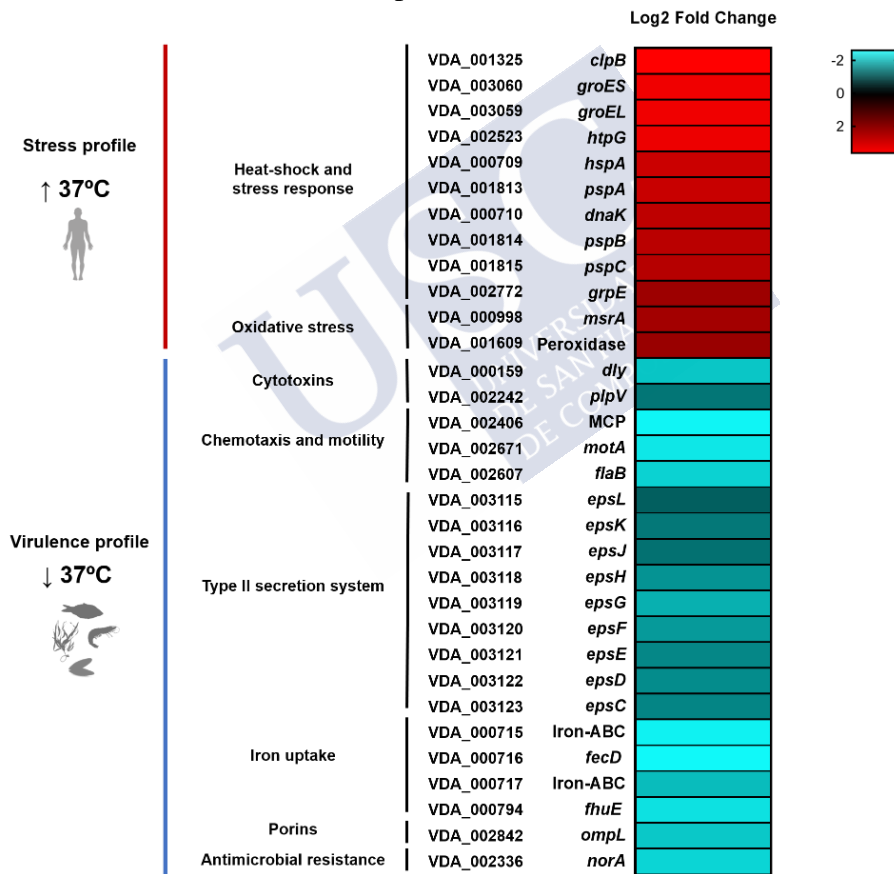 Log2 Fold Change
-2
0
2
Stress profile
↑ 37ºC
Heat-shock and
stress response
VDA_001325 clpB
VDA_003060 groES
VDA_003059 groEL
VDA_002523 htpG
VDA_000709 hspA
VDA_001813 pspA
VDA_000710 dnaK
VDA_001814 pspB
VDA_001815 pspC
VDA_002772 grpE
Oxidative stress
VDA_000998 msrA
VDA_001609 Peroxidase
Virulence profile
↓ 37ºC
Cytotoxins
VDA_000159 dly
VDA_002242 plpV
Chemotaxis and motility
VDA_002406 MCP
VDA_002671 motA
VDA_002607 flaB
Type II secretion system
VDA_003115 epsL
VDA_003116 epsK
VDA_003117 epsJ
VDA_003118 epsH
VDA_003119 epsG
VDA_003120 epsF
VDA_003121 epsE
VDA_003122 epsD
VDA_003123 epsC
Iron uptake
VDA_000715 Iron-ABC
VDA_000716 fecD
VDA_000717 Iron-ABC
VDA_000794 fhuE
Porins
VDA_002842 ompL
Antimicrobial resistance
VDA_002336 norA
USC